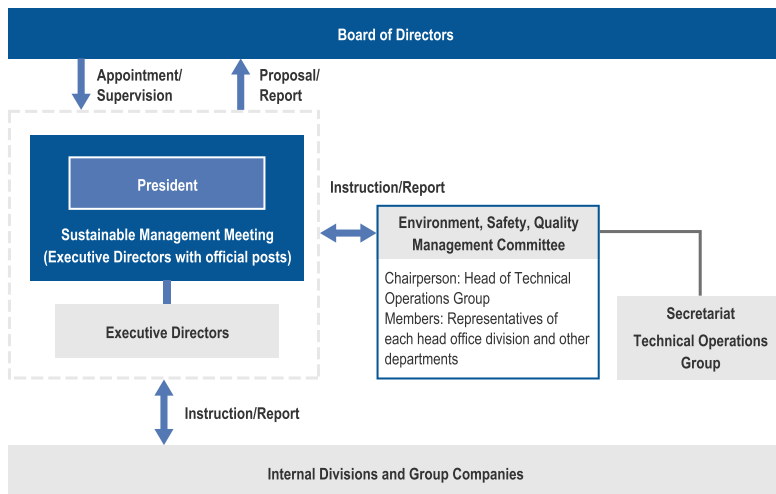 Board of Directors
Appointment/
Supervision
Proposal/
Report
President
Sustainable Management Meeting
(Executive Directors with official posts)
Executive Directors
Instruction/Report
Environment, Safety, Quality
Management Committee
Chairperson: Head of Technical
Operations Group
Members: Representatives of
each head office division and other
departments
Secretariat
Technical Operations
Group
Instruction/Report
Internal Divisions and Group Companies